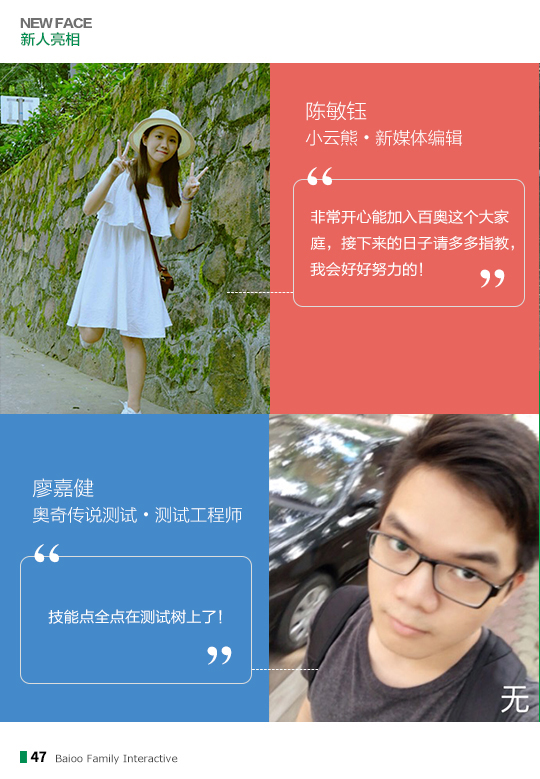 NEW FACE
新人亮相
陈敏钰
小云熊·新媒体编辑
“
非常开心能加入百奥这个大家
庭，接下来的日子请多多指教，
我会好好努力的！
”
廖嘉健
奥奇传说测试·测试工程师
“
技能点全点在测试树上了！
”
无
47 Baioo Family Interactive